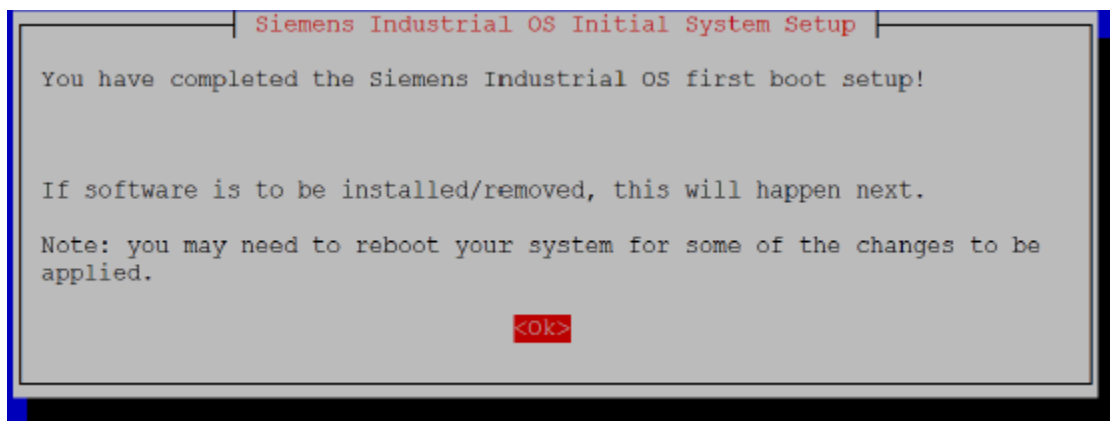 Siemens Industrial OS Initial System Setup
You have completed the Siemens Industrial OS first boot setup!
If software is to be installed/removed, this will happen next.
Note: you may need to reboot your system for some of the changes to be
applied.
<Ok>